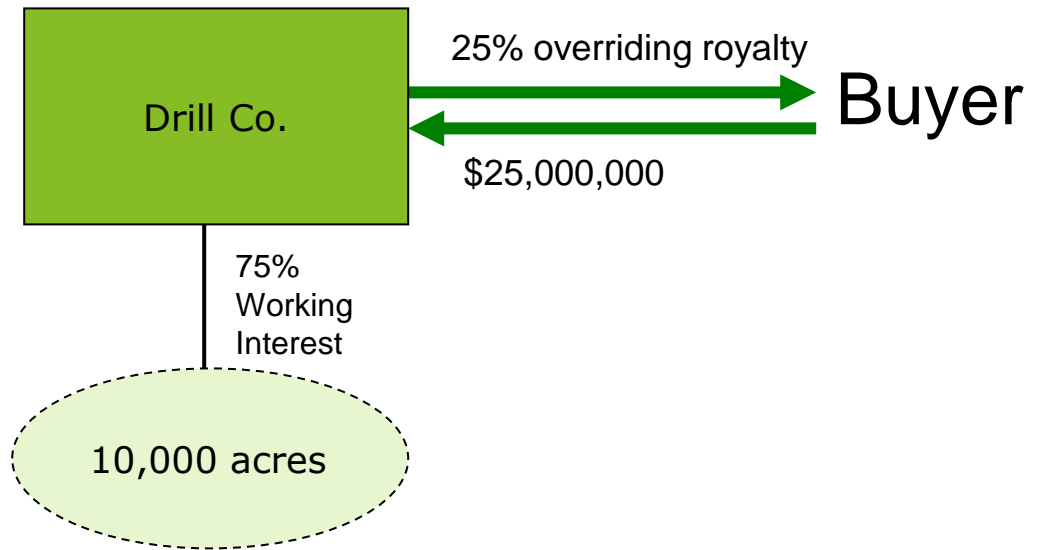 25% overriding royalty
Drill Co.
Buyer
$25,000,000
75%
Working
Interest
10,000 acres